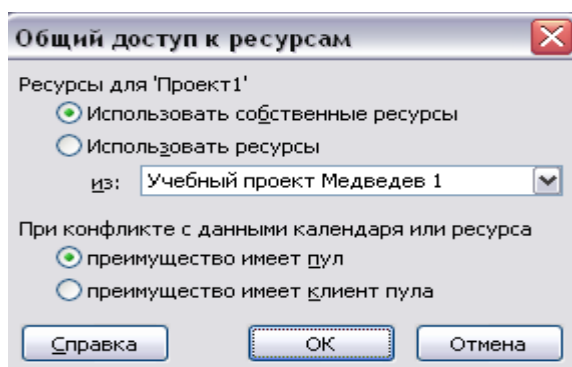 Общий доступ к ресурсам
Ресурсы для 'Проект1'
Использовать собственные ресурсы
Использовать ресурсы
из: Учебный проект Медведев 1
При конфликте с данными календаря или ресурса
преимущество имеет пул
преимущество имеет клиент пула
Справка ОК Отмена